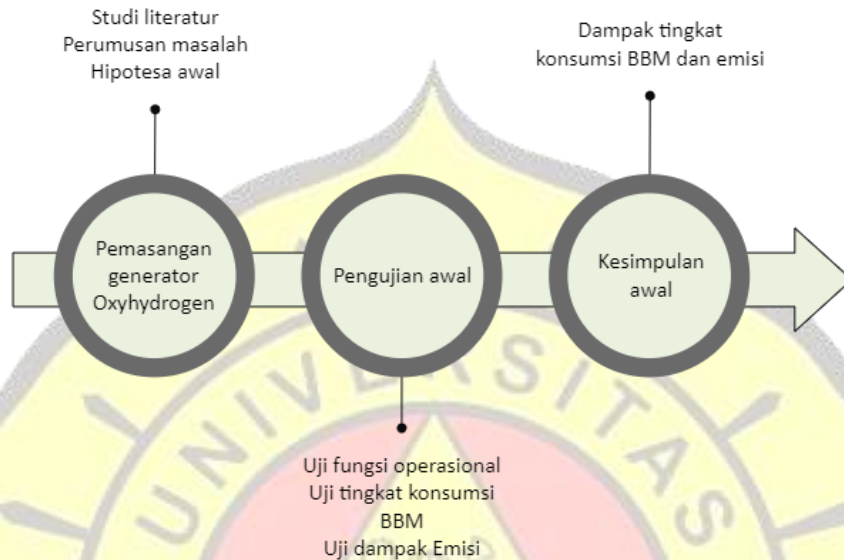 Studi literatur
Perumusan masalah
Hipotesa awal
Dampak tingkat
konsumsi BBM dan emisi
Pemasangan
generator
Oxyhydrogen
Pengujian awal
Kesimpulan
awal
Uji fungsi operasional
Uji tingkat konsumsi
BBM
Uji dampak Emisi
UNIVERSITAS